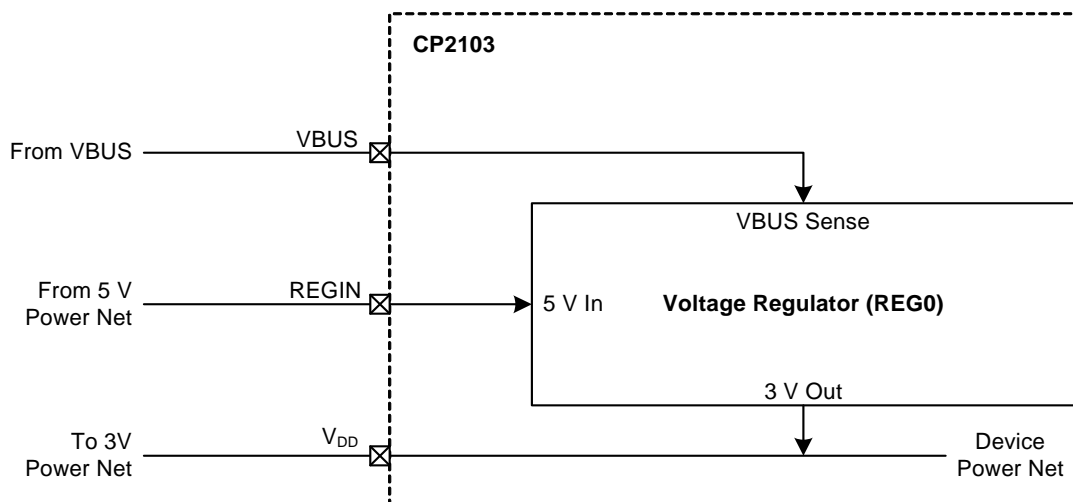 CP2103
From VBUS
VBUS
VBUS Sense
From 5 V
Power Net
REGIN
5 V In
Voltage Regulator (REG0)
3 V Out
To 3V
Power Net
VDD
Device
Power Net